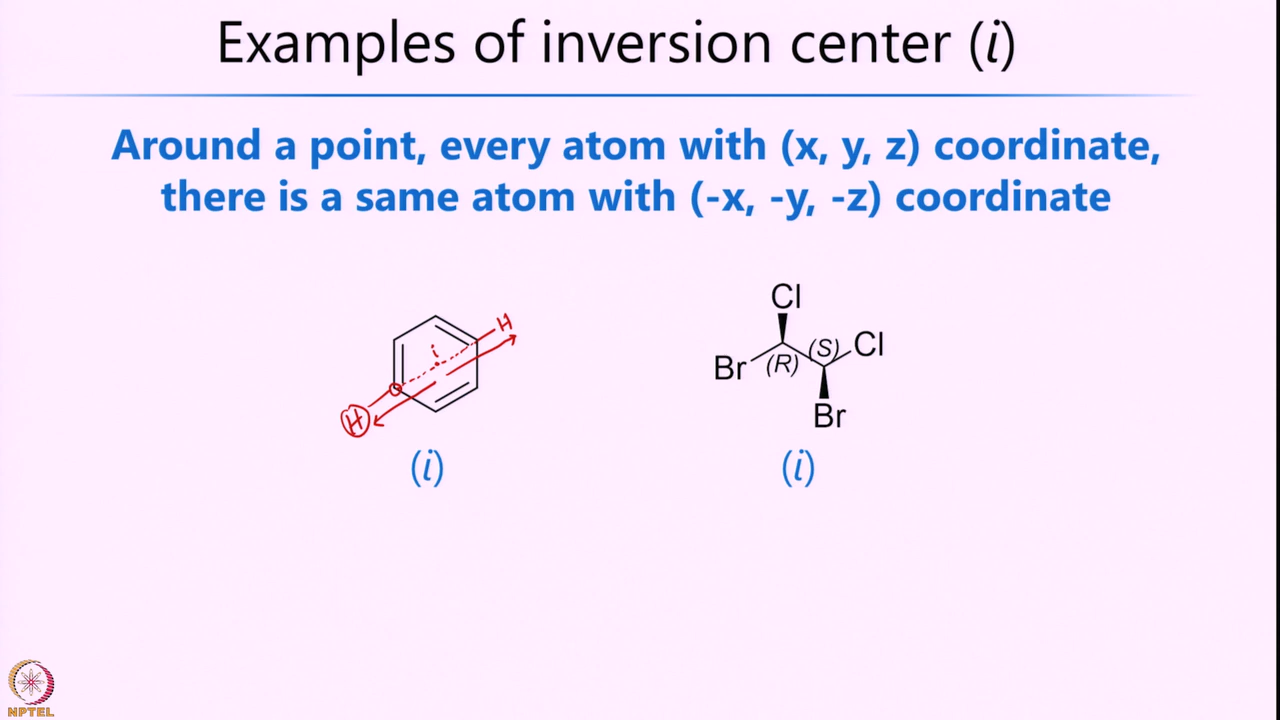 Examples of inversion center (i)
Around a point, every atom with (x, y, z) coordinate,
there is a same atom with (-x, -y, -z) coordinate
H
i
H
(i)
Cl
Br (R) (S) Cl
Br
(i)
NPTEL